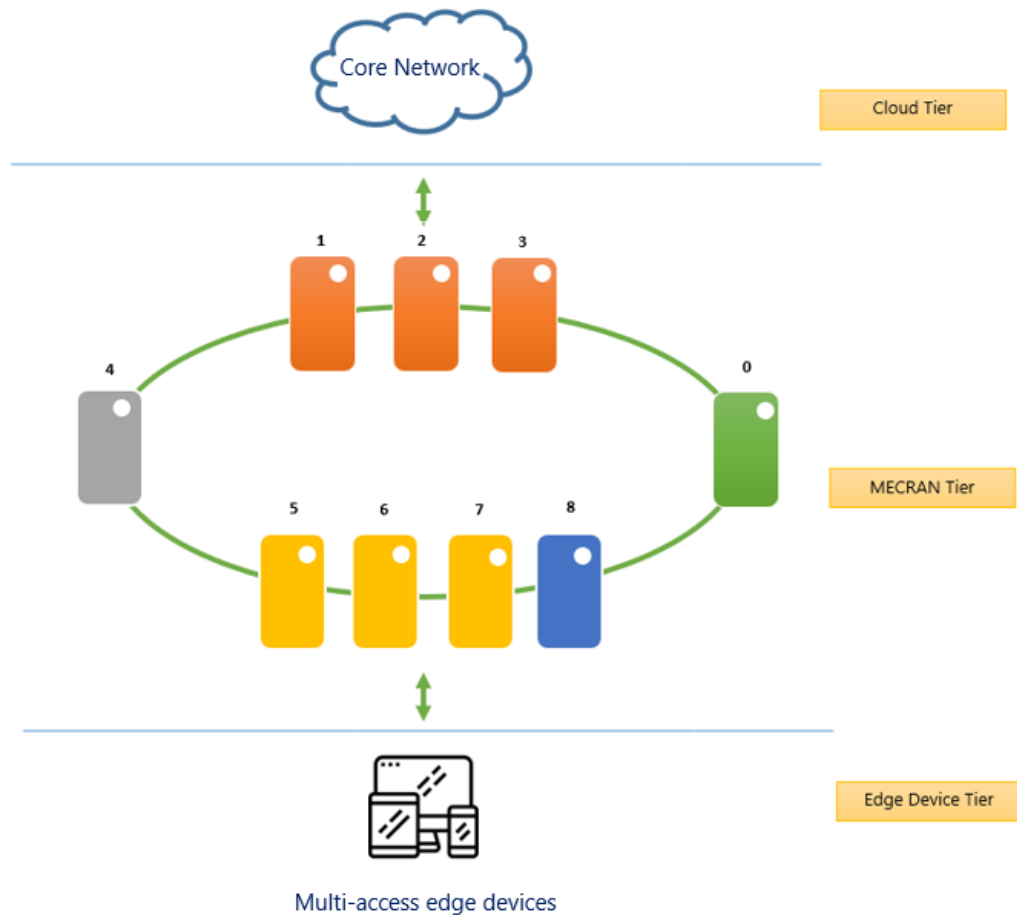 Core Network
Cloud Tier
1
2
3
4
0
MECRAN Tier
5
6
7
8
Edge Device Tier
Multi-access edge devices